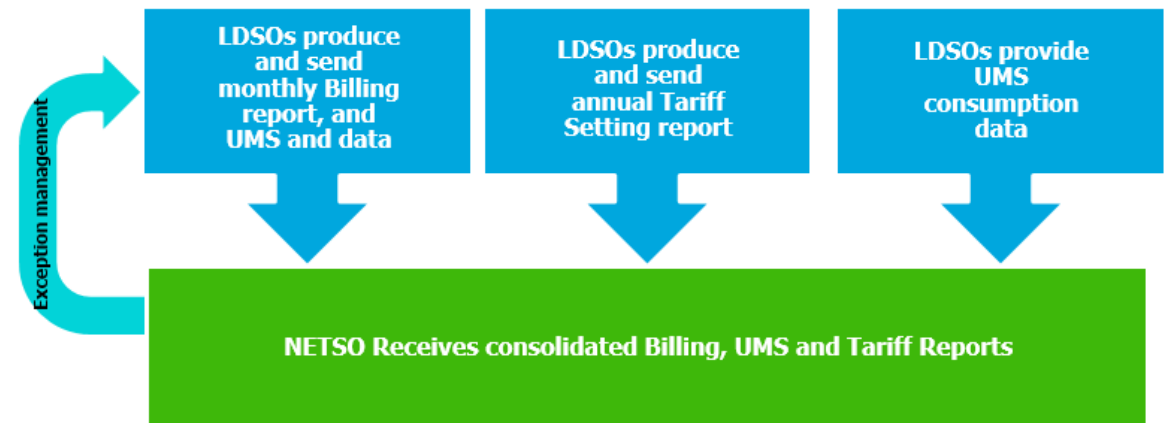 LDSOs produce
and send
monthly Billing
report, and
UMS and data
LDSOs produce
and send
annual Tariff
Setting report
LDSOs provide
UMS
consumption
data
Exception management
NETSO Receives consolidated Billing, UMS and Tariff Reports